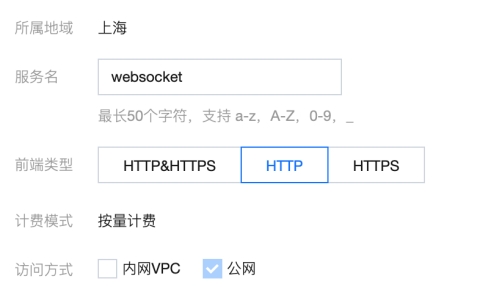 所属地域 上海
服务名 websocket
最长50个字符，支持 a-z，A-Z，0-9，_
前端类型 HTTP&HTTPS HTTP HTTPS
计费模式 按量计费
访问方式 内网VPC 公网